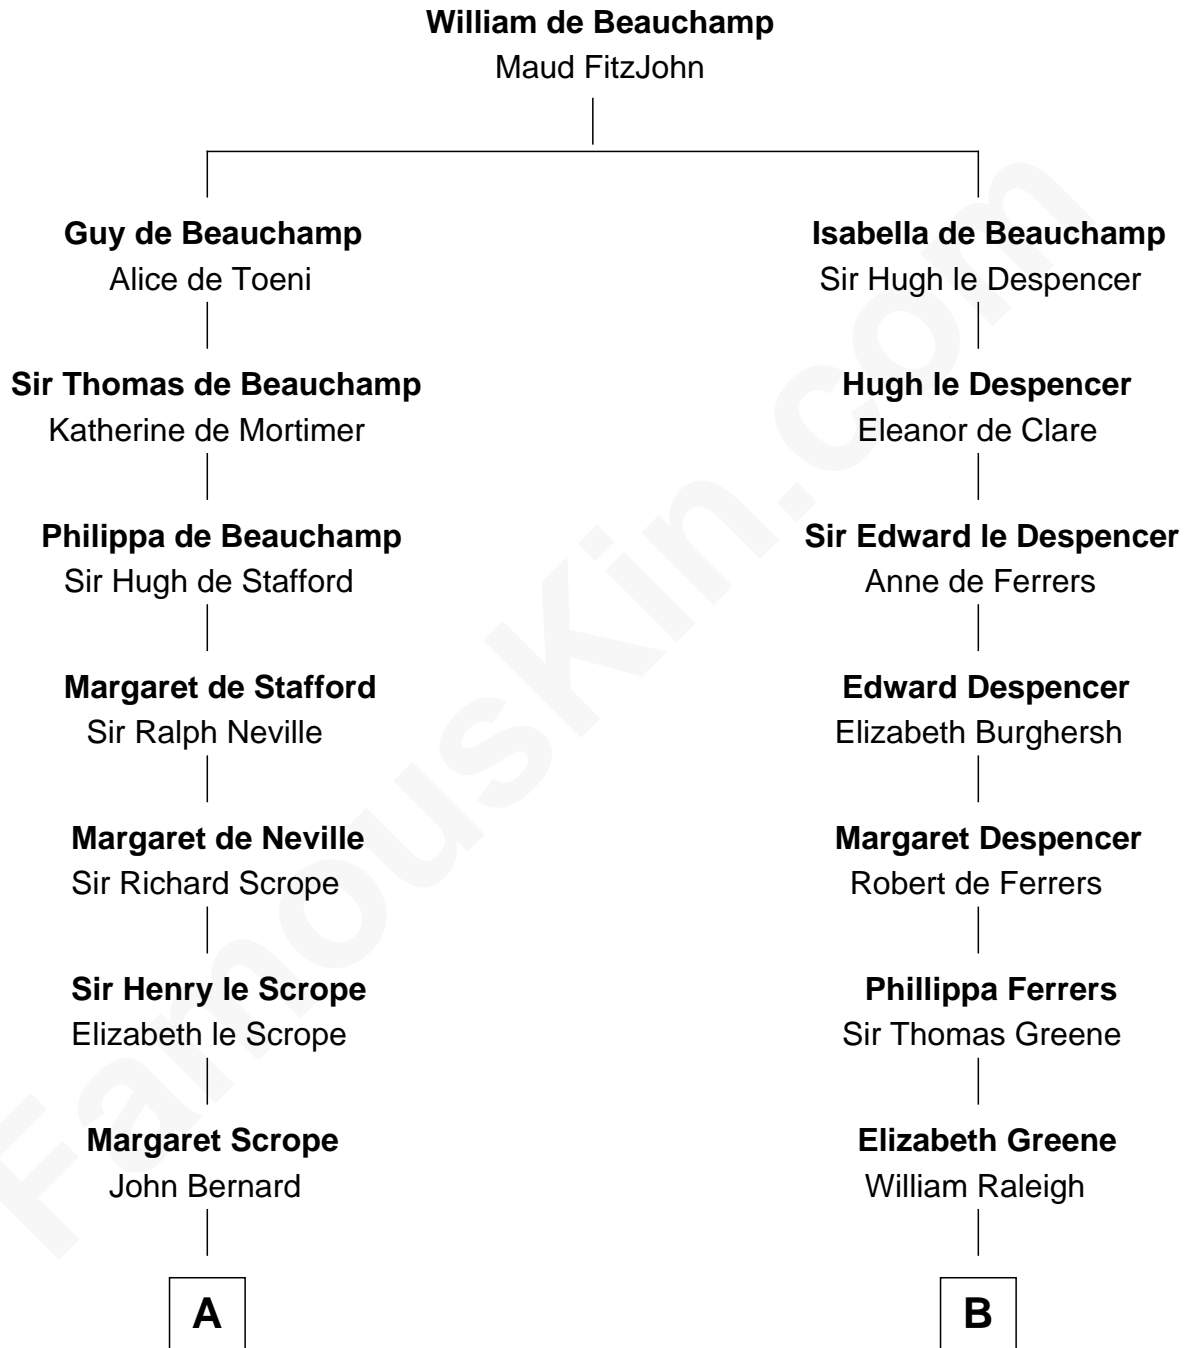 William de Beauchamp
Maud FitzJohn
Guy de Beauchamp
Alice de Toeni
Isabella de Beauchamp
Sir Hugh le Despencer
Sir Thomas de Beauchamp
Katherine de Mortimer
Hugh le Despencer
Eleanor de Clare
Philippa de Beauchamp
Sir Hugh de Stafford
Sir Edward le Despencer
Anne de Ferrers
Margaret de Stafford
Sir Ralph Neville
Edward Despencer
Elizabeth Burghersh
Margaret de Neville
Sir Richard Scrope
Margaret Despencer
Robert de Ferrers
Sir Henry le Scrope
Elizabeth le Scrope
Phillippa Ferrers
Sir Thomas Greene
Margaret Scrope
John Bernard
Elizabeth Greene
William Raleigh
A
B
FamousKin.com